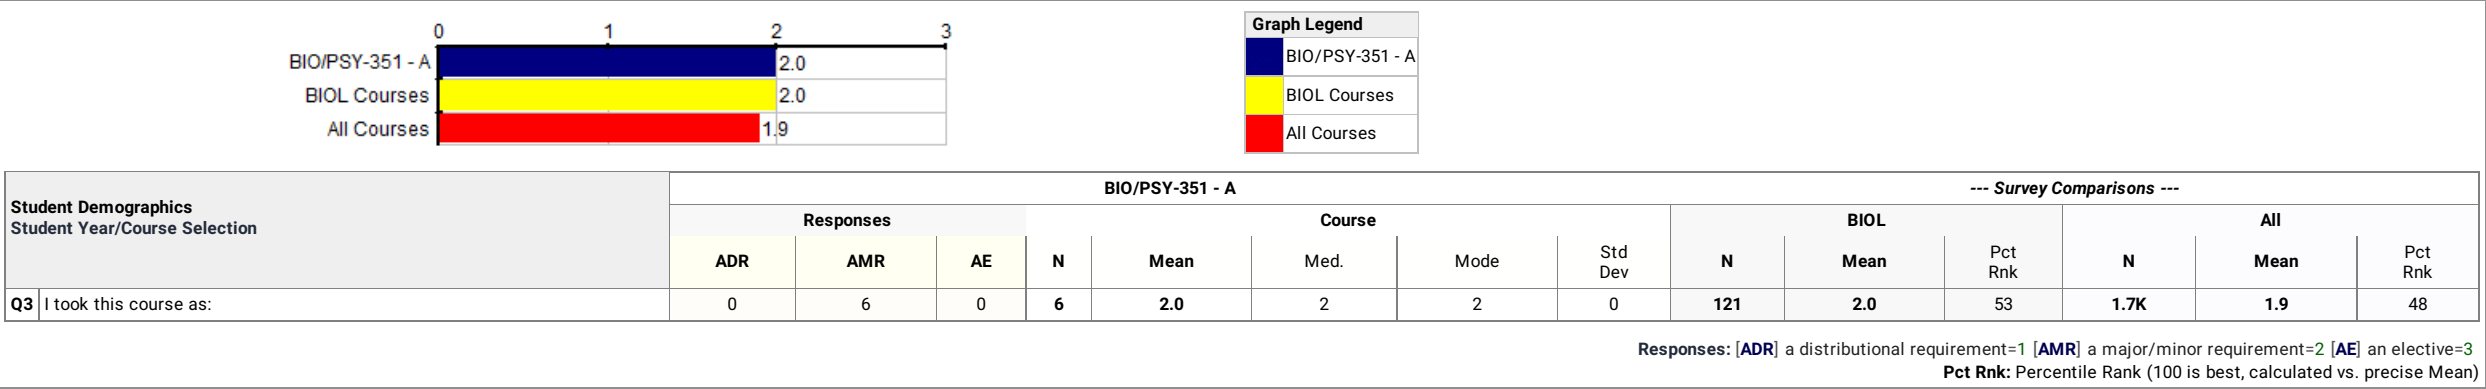 0 1 2 3
BIO/PSY-351 - A 2.0
BIOL Courses 2.0
All Courses 1.9
Graph Legend
BIO/PSY-351 - A
BIOL Courses
All Courses
Student Demographics
Student Year/Course Selection
BIO/PSY-351 - A --- Survey Comparisons ---
Responses Course BIOL All
ADR AMR AE N Mean Med. Mode Std Dev N Mean Pct Rnk N Mean Pct Rnk
Q3 I took this course as: 0 6 0 6 2.0 2 2 0 121 2.0 53 1.7K 1.9 48
Responses: [ADR] a distributional requirement=1 [AMR] a major/minor requirement=2 [AE] an elective=3
Pct Rnk: Percentile Rank (100 is best, calculated vs. precise Mean)